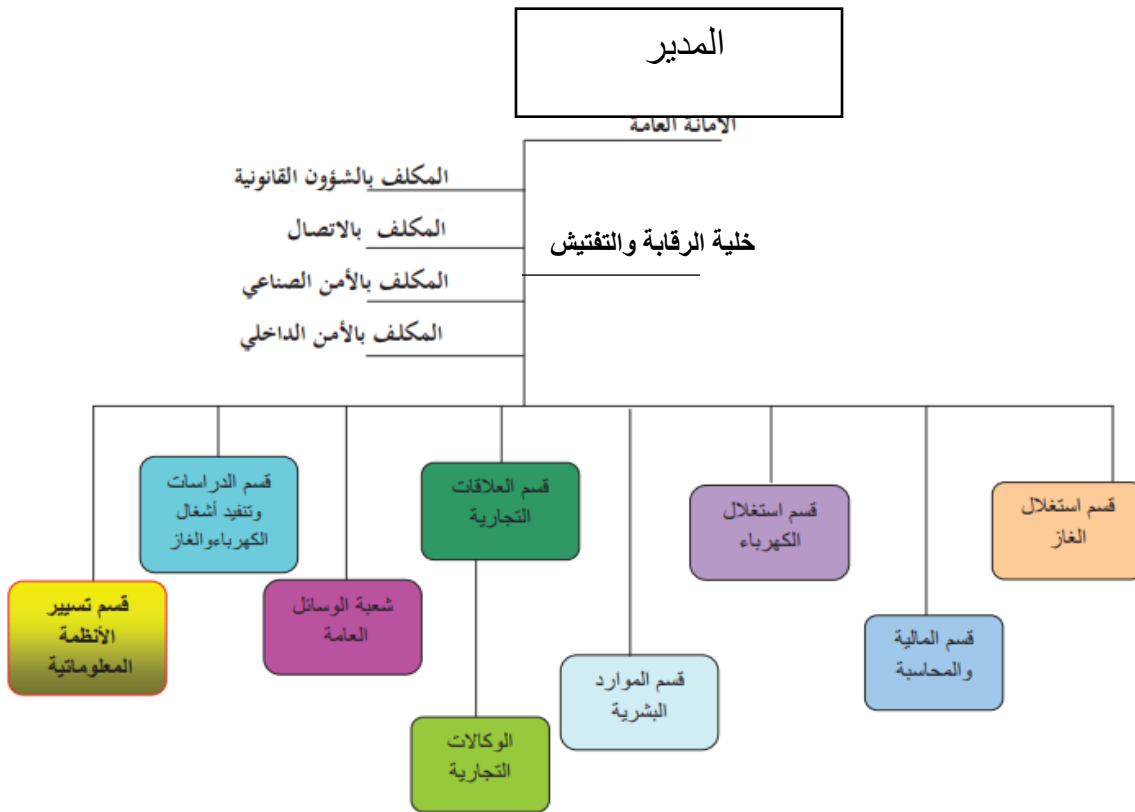 المدير
الامانة العامة
المكلف بالشؤون القانونية
المكلف بالاتصال
خلية الرقابة والتفتيش
المكلف بالأمن الصناعي
المكلف بالأمن الداخلي
قسم استغلال
الغاز
قسم المالية
والمحاسبة
قسم استغلال
الكهرباء
قسم الموارد
البشرية
قسم العلاقات
التجارية
الوكالات
التجارية
شعبة الوسائل
العامة
قسم الدراسات
وتنفيد أشغال
الكهرباءوالغاز
قسم تسيير
الأنظمة
المعلوماتية